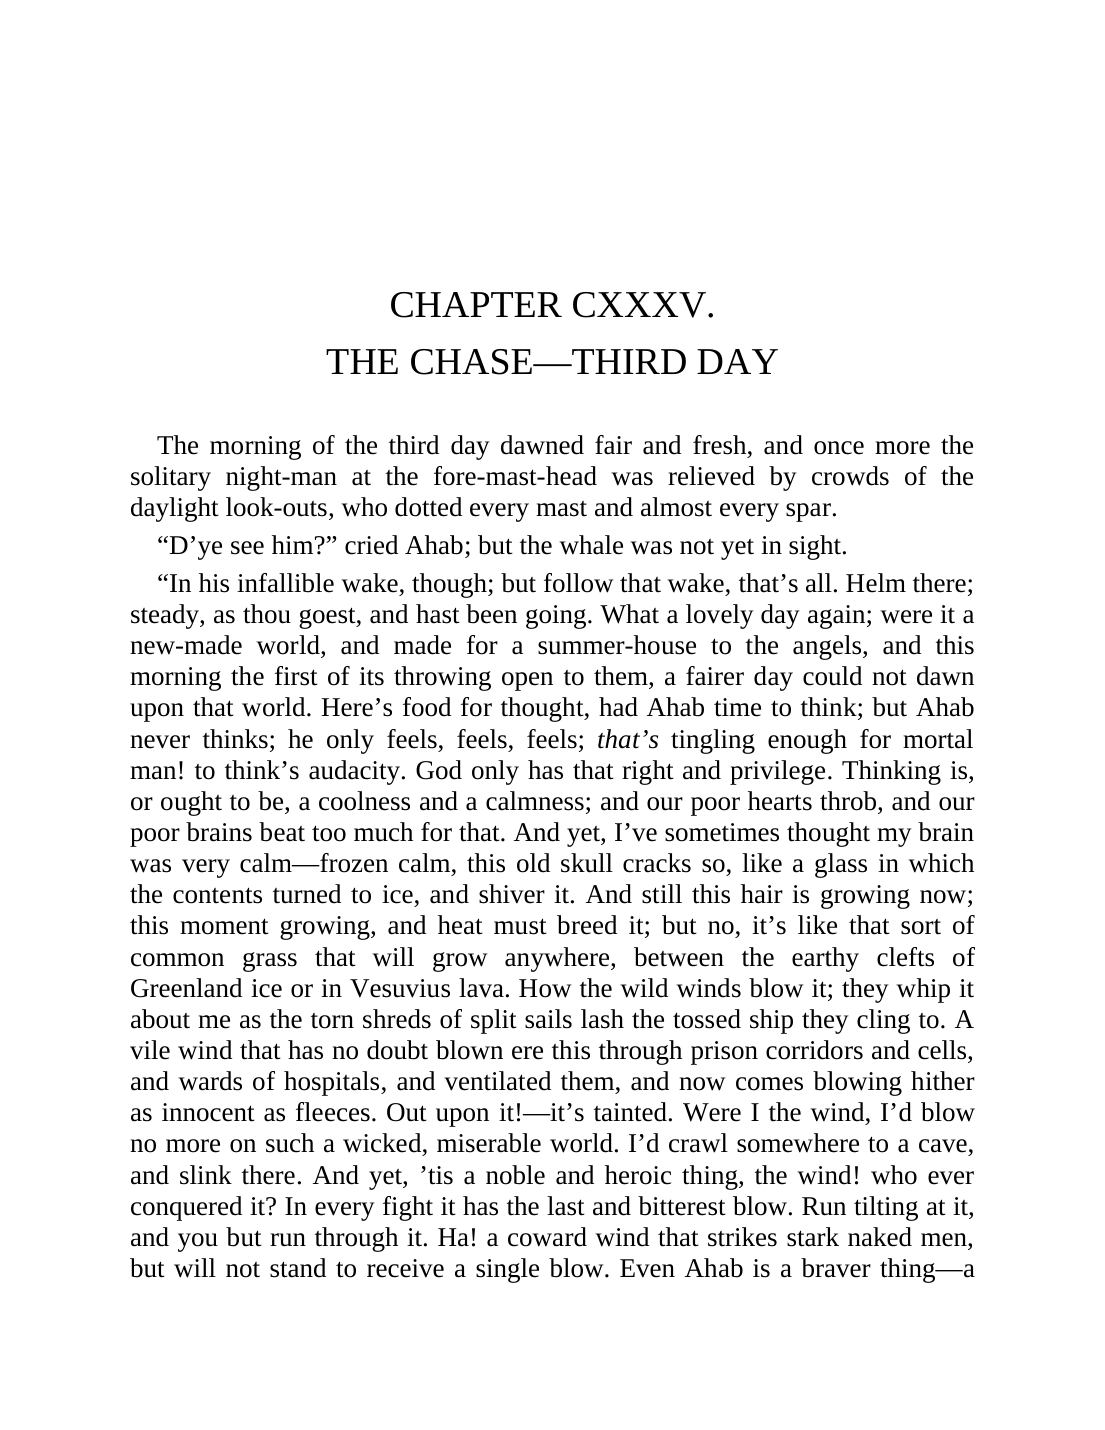 CHAPTER CXXXV.
THE CHASE—THIRD DAY
The morning of the third day dawned fair and fresh, and once more the
solitary night-man at the fore-mast-head was relieved by crowds of the
daylight look-outs, who dotted every mast and almost every spar.
“D’ye see him?” cried Ahab; but the whale was not yet in sight.
“In his infallible wake, though; but follow that wake, that’s all. Helm there;
steady, as thou goest, and hast been going. What a lovely day again; were it a
new-made world, and made for a summer-house to the angels, and this
morning the first of its throwing open to them, a fairer day could not dawn
upon that world. Here’s food for thought, had Ahab time to think; but Ahab
never thinks; he only feels, feels, feels; that’s tingling enough for mortal
man! to think’s audacity. God only has that right and privilege. Thinking is,
or ought to be, a coolness and a calmness; and our poor hearts throb, and our
poor brains beat too much for that. And yet, I’ve sometimes thought my brain
was very calm—frozen calm, this old skull cracks so, like a glass in which
the contents turned to ice, and shiver it. And still this hair is growing now;
this moment growing, and heat must breed it; but no, it’s like that sort of
common grass that will grow anywhere, between the earthy clefts of
Greenland ice or in Vesuvius lava. How the wild winds blow it; they whip it
about me as the torn shreds of split sails lash the tossed ship they cling to. A
vile wind that has no doubt blown ere this through prison corridors and cells,
and wards of hospitals, and ventilated them, and now comes blowing hither
as innocent as fleeces. Out upon it!—it’s tainted. Were I the wind, I’d blow
no more on such a wicked, miserable world. I’d crawl somewhere to a cave,
and slink there. And yet, ’tis a noble and heroic thing, the wind! who ever
conquered it? In every fight it has the last and bitterest blow. Run tilting at it,
and you but run through it. Ha! a coward wind that strikes stark naked men,
but will not stand to receive a single blow. Even Ahab is a braver thing—a